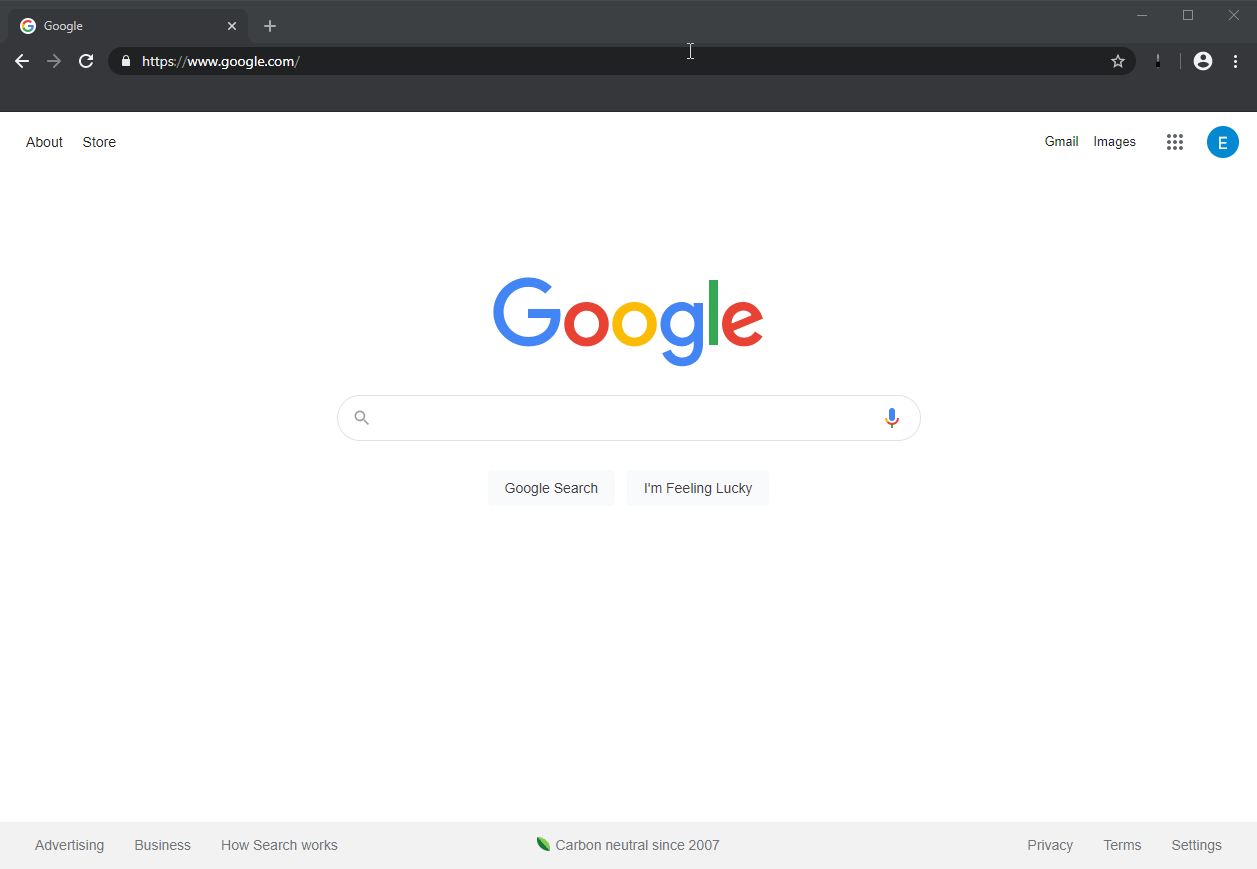 Google
https://www.google.com/
About Store Gmail Images E
Google
Google Search I'm Feeling Lucky
Advertising Business How Search works Carbon neutral since 2007 Privacy Terms Settings